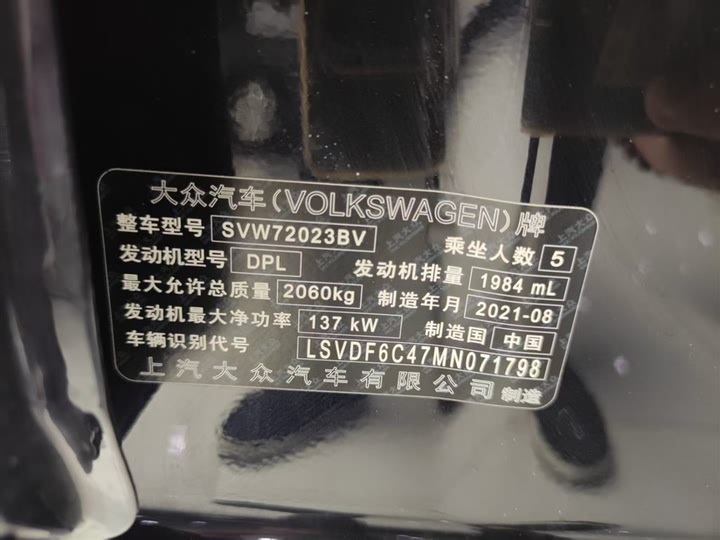 大众汽车(VOLKSWAGEN)牌
整车型号 SVW72023BV 乘坐人数 5
发动机型号 DPL 发动机排量 1984 mL
最大允许总质量 2060kg 制造年月 2021-08
发动机最大净功率 137 kW 制造国 中国
车辆识别代号 LSVDF6C47MN071798
上汽大众汽车有限公司 制造